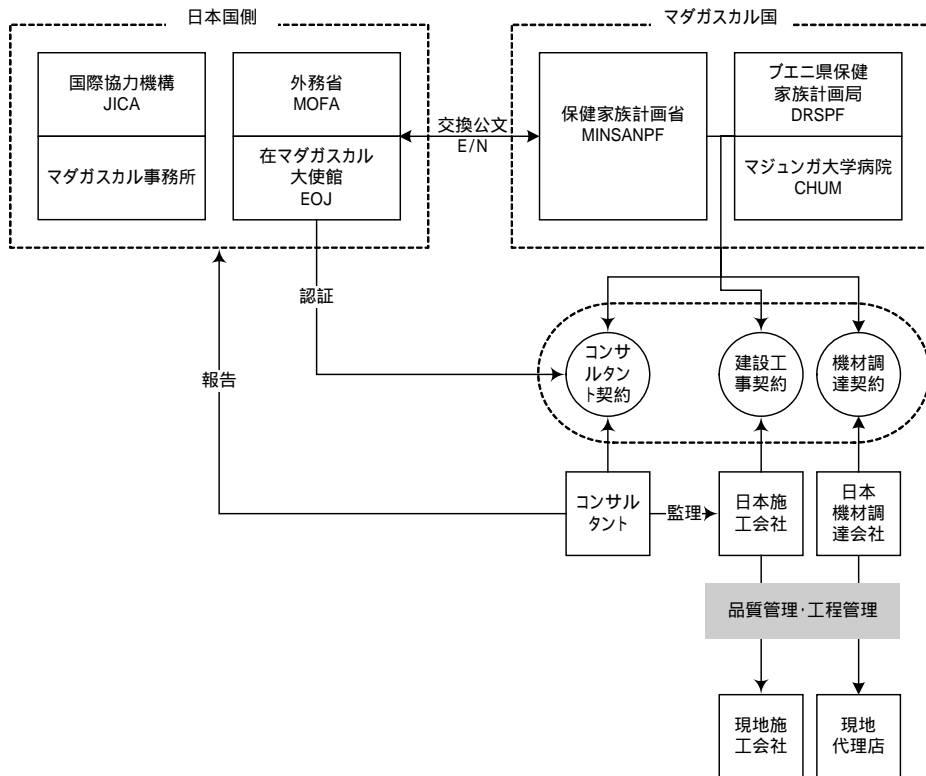 日本国側
マダガスカル国
国際協力機構
JICA
マダガスカル事務所
外務省
MOFA
在マダガスカル
大使館
EOJ
交換公文
E/N
保健家族計画省
MINSANPF
ブエニ県保健
家族計画局
DRSPF
マジュンガ大学病院
CHUM
認証
報告
コンサ
ルタン
ト契約
建設工
事契約
機材調
達契約
コンサル
タント
監理
日本施
工会社
日本
機材調
達会社
品質管理･工程管理
現地施
工会社
現地
代理店